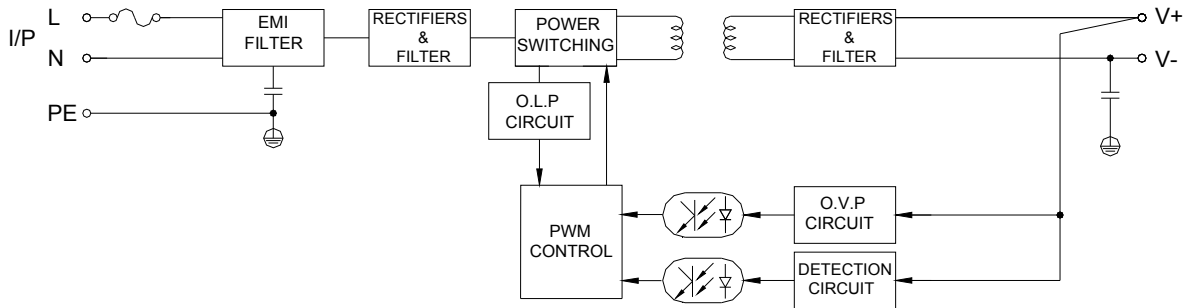 I/P
L
N
PE
EMI
FILTER
RECTIFIERS
&
FILTER
POWER
SWITCHING
RECTIFIERS
&
FILTER
V+
V-
O.L.P
CIRCUIT
PWM
CONTROL
O.V.P
CIRCUIT
DETECTION
CIRCUIT